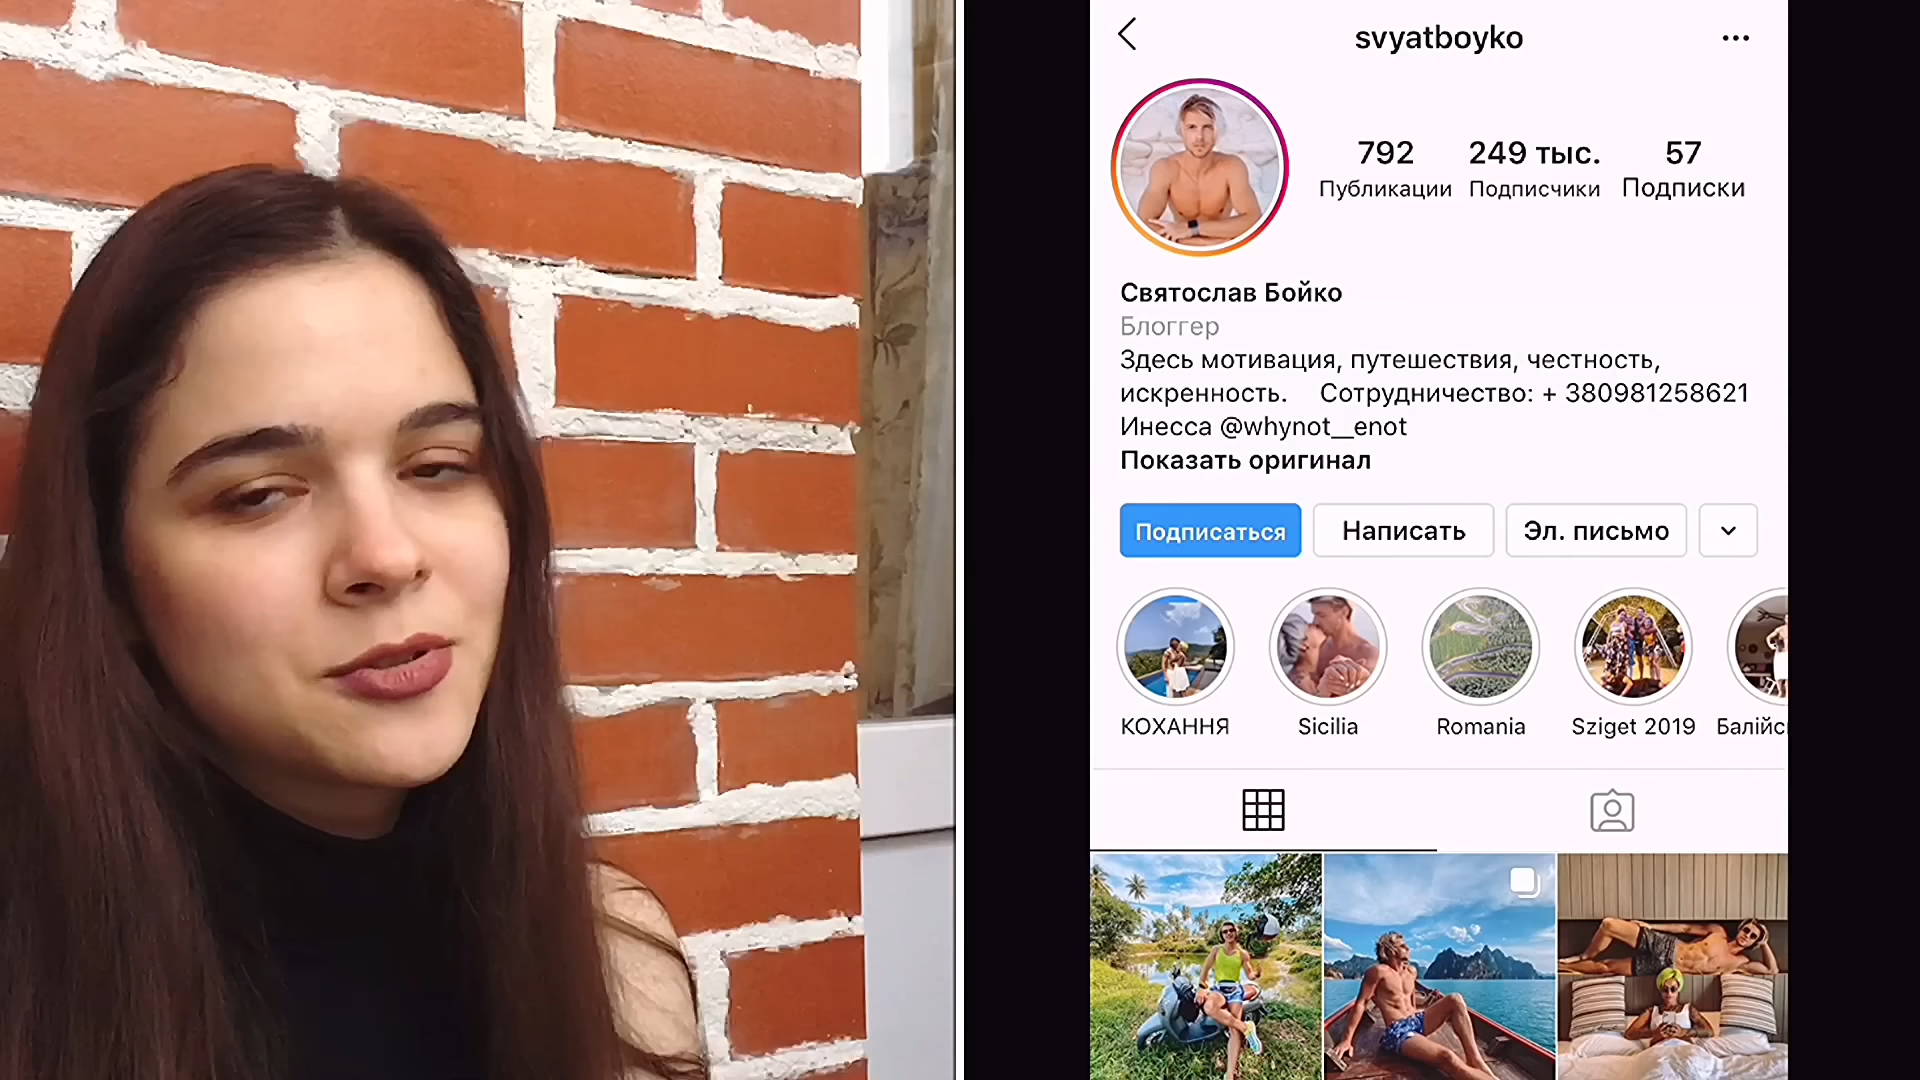 svyatboyko
792 249 тыс. 57
Публикации Подписчики Подписки
Святослав Бойко
Блоггер
Здесь мотивация, путешествия, честность,
искренность. Сотрудничество: + 380981258621
Инесса @whynot__enot
Показать оригинал
Подписаться Написать Эл. письмо
КОХАННЯ Sicilia Romania Sziget 2019 Балійс